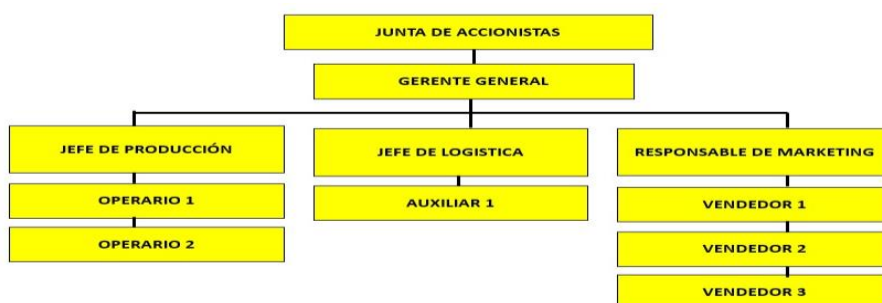 JUNTA DE ACCIONISTAS
GERENTE GENERAL
JEFE DE PRODUCCIÓN
JEFE DE LOGISTICA
RESPONSABLE DE MARKETING
OPERARIO 1
AUXILIAR 1
VENDEDOR 1
OPERARIO 2
VENDEDOR 2
VENDEDOR 3